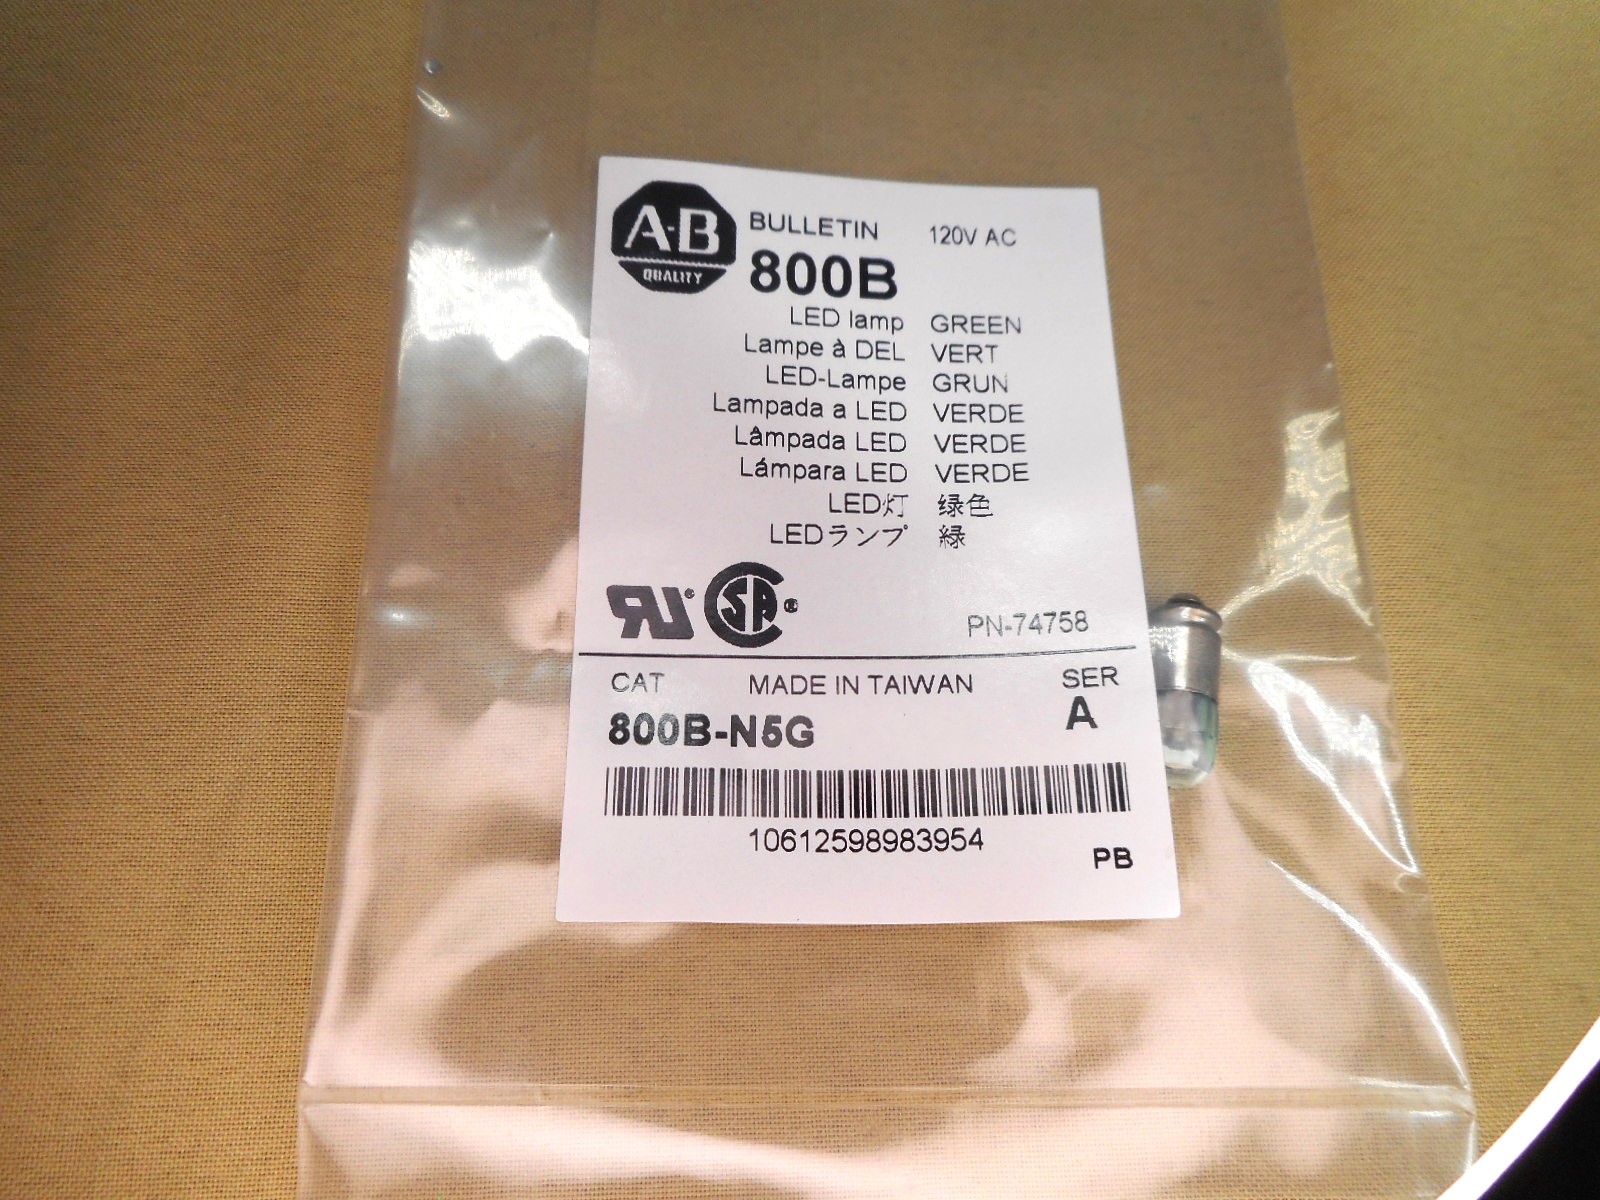 A-B
QUALITY
BULLETIN 120V AC
800B
LED lamp GREEN
Lampe à DEL VERT
LED-Lampe GRUN
Lampada a LED VERDE
Lâmpada LED VERDE
Lámpara LED VERDE
LED灯 绿色
LEDランプ 緑
RU® SA®
PN-74758
CAT MADE IN TAIWAN SER
800B-N5G A
10612598983954
PB